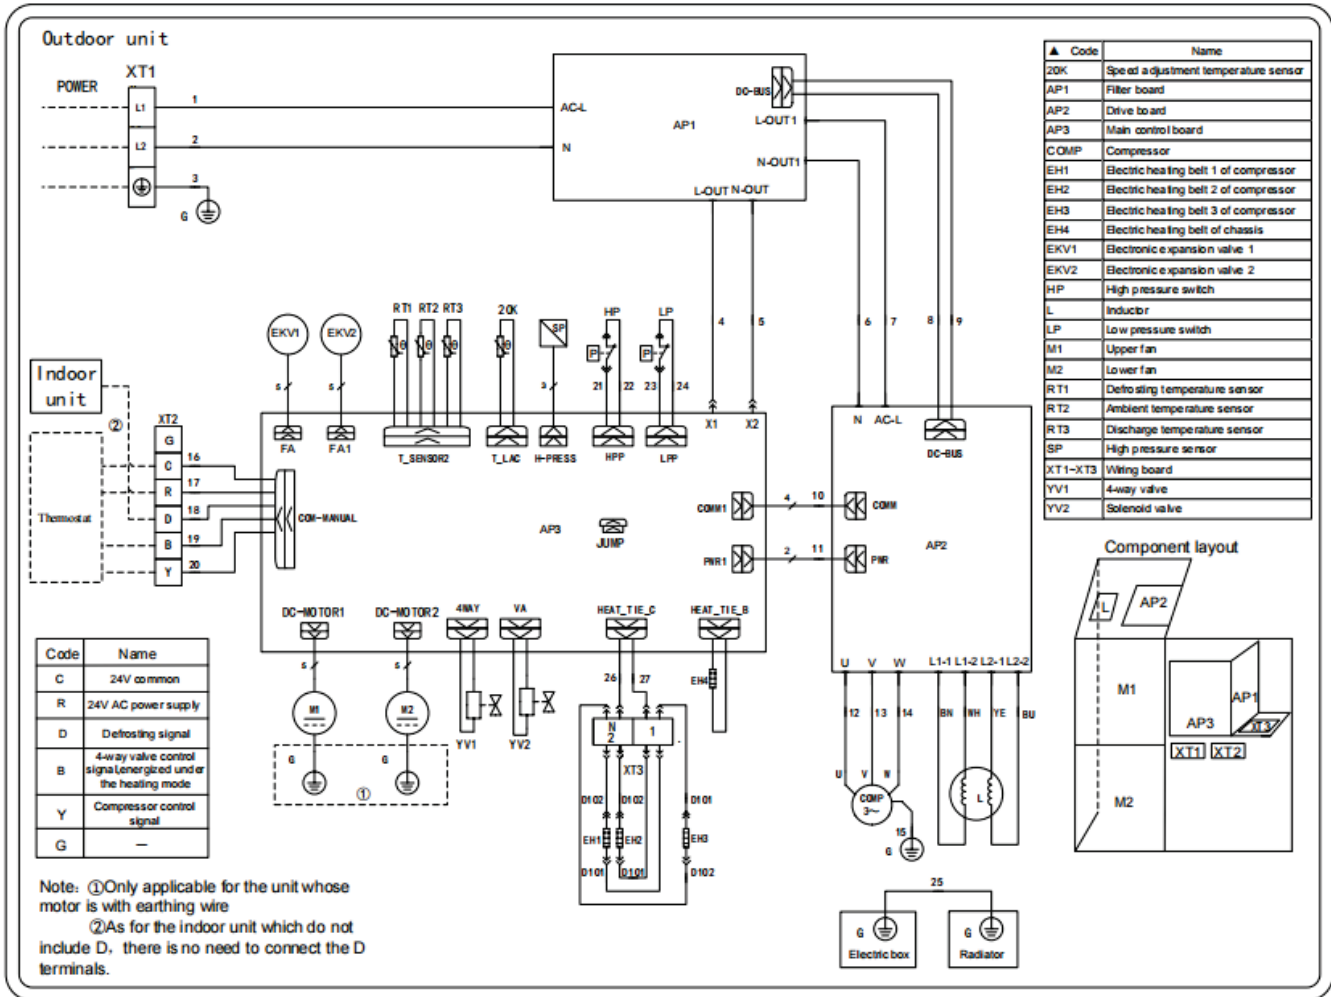 Outdoor unit
POWER
XT1
L1
1
L2
2
3
G
AC-L
N
AP1
DC-BUS
L-OUT1
N-OUT1
L-OUT N-OUT
4
5
6
7
8
9
▲ Code Name
20K Speed adjustment temperature sensor
AP1 Filter board
AP2 Drive board
AP3 Main control board
COMP Compressor
EH1 Electric heating belt 1 of compressor
EH2 Electric heating belt 2 of compressor
EH3 Electric heating belt 3 of compressor
EH4 Electric heating belt of chassis
EKV1 Electronic expansion valve 1
EKV2 Electronic expansion valve 2
HP High pressure switch
L Inductor
LP Low pressure switch
M1 Upper fan
M2 Lower fan
RT1 Defrosting temperature sensor
RT2 Ambient temperature sensor
RT3 Discharge temperature sensor
SP High pressure sensor
XT1~XT3 Wiring board
YV1 4-way valve
YV2 Solenoid valve
EKV1
EKV2
RT1 RT2 RT3
20K
SP
HP
LP
θ θ θ θ
P
P
5
5
3
21 22 23 24
Indoor
unit
②
Thermostat
XT2
G
C 16
R 17
D 18
B 19
Y 20
COM-MANUAL
FA
FA1
T_SENSOR2
T_LAC
H-PRESS
HPP
LPP
X1
X2
AP3
JUMP
COMM1
4
10
COMM
PWR1
2
11
PWR
N
AC-L
DC-BUS
AP2
DC-MOTOR1
DC-MOTOR2
4WAY
VA
HEAT_TIE_C
HEAT_TIE_B
5
5
M1
M2
G
G
①
YV1
YV2
26
27
EH4
N
2
1
XT3
D102
D102
D101
EH1
EH2
EH3
D101
D101
D102
U V W L1-1 L1-2 L2-1 L2-2
12
13
14
BN
WH
YE
BU
U
V
W
COMP
3~
L
15
G
25
G
Electric box
G
Radiator
Component layout
L
AP2
M1
AP1
AP3
XT3
XT1
XT2
M2
Code Name
C 24V common
R 24V AC power supply
D Defrosting signal
B 4-way valve control
signal,energized under
the heating mode
Y Compressor control
signal
G —
Note: ①Only applicable for the unit whose
motor is with earthing wire
②As for the indoor unit which do not
include D, there is no need to connect the D
terminals.